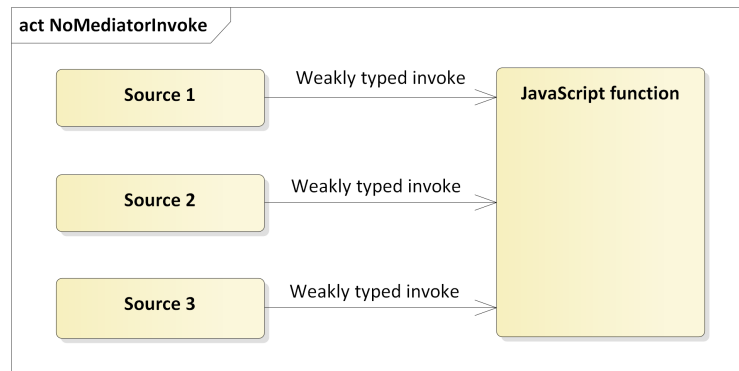 act NoMediatorInvoke
Source 1
Weakly typed invoke
JavaScript function
Source 2
Weakly typed invoke
Source 3
Weakly typed invoke